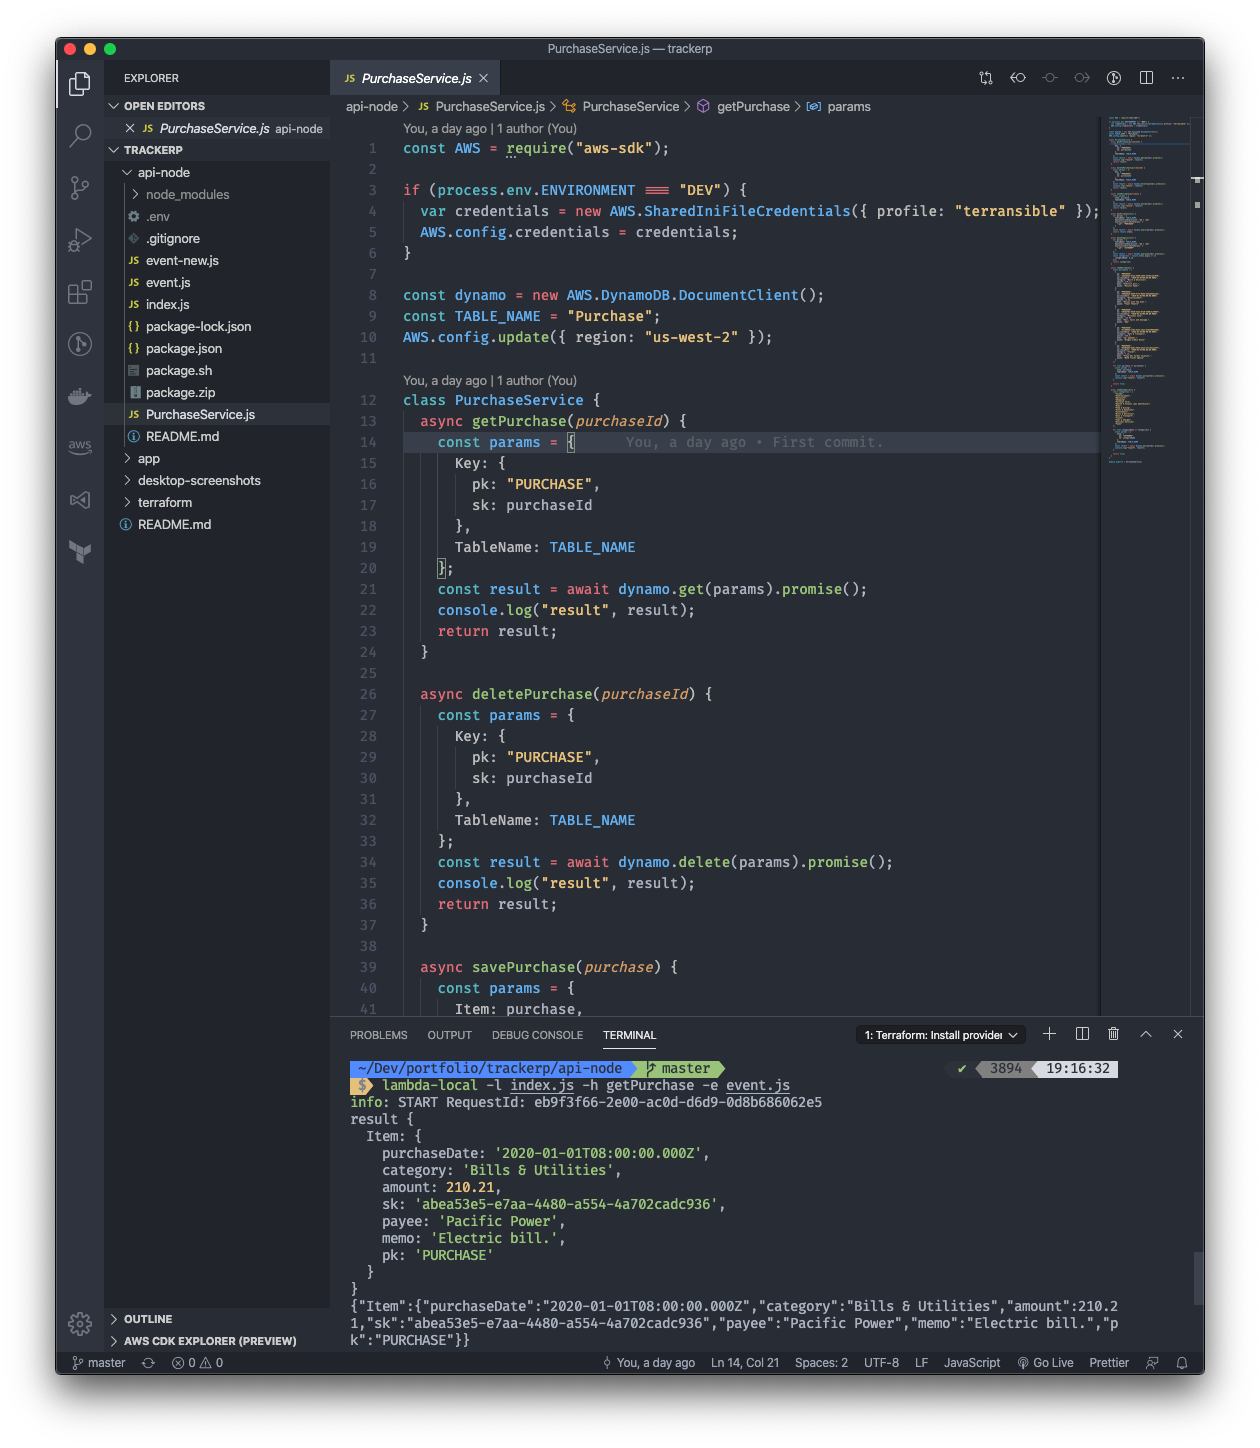 PurchaseService.js — trackerp
EXPLORER
OPEN EDITORS
JS PurchaseService.js api-node
TRACKERP
api-node
node_modules
.env
.gitignore
JS event-new.js
JS event.js
JS index.js
{} package-lock.json
{} package.json
package.sh
package.zip
JS PurchaseService.js
README.md
app
desktop-screenshots
terraform
README.md
OUTLINE
AWS CDK EXPLORER (PREVIEW)
aws
JS PurchaseService.js
api-node > JS PurchaseService.js > PurchaseService > getPurchase > params
You, a day ago | 1 author (You)
1 const AWS = require("aws-sdk");
2
3 if (process.env.ENVIRONMENT === "DEV") {
4 var credentials = new AWS.SharedIniFileCredentials({ profile: "terransible" });
5 AWS.config.credentials = credentials;
6 }
7
8 const dynamo = new AWS.DynamoDB.DocumentClient();
9 const TABLE_NAME = "Purchase";
10 AWS.config.update({ region: "us-west-2" });
11
You, a day ago | 1 author (You)
12 class PurchaseService {
13 async getPurchase(purchaseId) {
14 const params = { You, a day ago • First commit.
15 Key: {
16 pk: "PURCHASE",
17 sk: purchaseId
18 },
19 TableName: TABLE_NAME
20 };
21 const result = await dynamo.get(params).promise();
22 console.log("result", result);
23 return result;
24 }
25
26 async deletePurchase(purchaseId) {
27 const params = {
28 Key: {
29 pk: "PURCHASE",
30 sk: purchaseId
31 },
32 TableName: TABLE_NAME
33 };
34 const result = await dynamo.delete(params).promise();
35 console.log("result", result);
36 return result;
37 }
38
39 async savePurchase(purchase) {
40 const params = {
41 Item: purchase,
PROBLEMS OUTPUT DEBUG CONSOLE TERMINAL 1: Terraform: Install provider
~/Dev/portfolio/trackerp/api-node master ✔ 3894 19:16:32
$ lambda-local -l index.js -h getPurchase -e event.js
info: START RequestId: eb9f3f66-2e00-ac0d-d6d9-0d8b686062e5
result {
Item: {
purchaseDate: '2020-01-01T08:00:00.000Z',
category: 'Bills & Utilities',
amount: 210.21,
sk: 'abea53e5-e7aa-4480-a554-4a702cadc936',
payee: 'Pacific Power',
memo: 'Electric bill.',
pk: 'PURCHASE'
}
}
{"Item":{"purchaseDate":"2020-01-01T08:00:00.000Z","category":"Bills & Utilities","amount":210.2
1,"sk":"abea53e5-e7aa-4480-a554-4a702cadc936","payee":"Pacific Power","memo":"Electric bill.","p
k":"PURCHASE"}}
master 0 0 You, a day ago Ln 14, Col 21 Spaces: 2 UTF-8 LF JavaScript Go Live Prettier